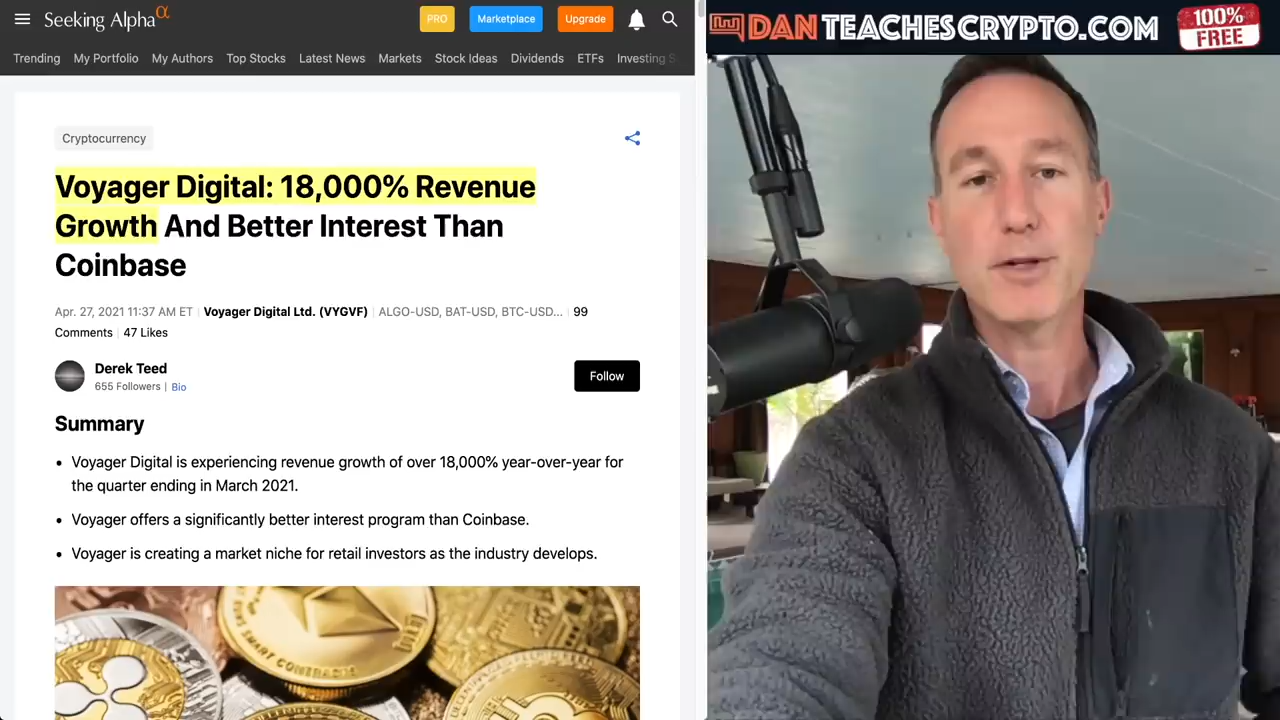 Seeking Alpha α
PRO
Marketplace
Upgrade
Trending My Portfolio My Authors Top Stocks Latest News Markets Stock Ideas Dividends ETFs Investing S
Cryptocurrency
Voyager Digital: 18,000% Revenue
Growth And Better Interest Than
Coinbase
Apr. 27, 2021 11:37 AM ET | Voyager Digital Ltd. (VYGVF) | ALGO-USD, BAT-USD, BTC-USD... | 99
Comments | 47 Likes
Derek Teed
655 Followers | Bio
Follow
Summary
• Voyager Digital is experiencing revenue growth of over 18,000% year-over-year for
the quarter ending in March 2021.
• Voyager offers a significantly better interest program than Coinbase.
• Voyager is creating a market niche for retail investors as the industry develops.
DANTEACHESCRYPTO.COM
100%
FREE